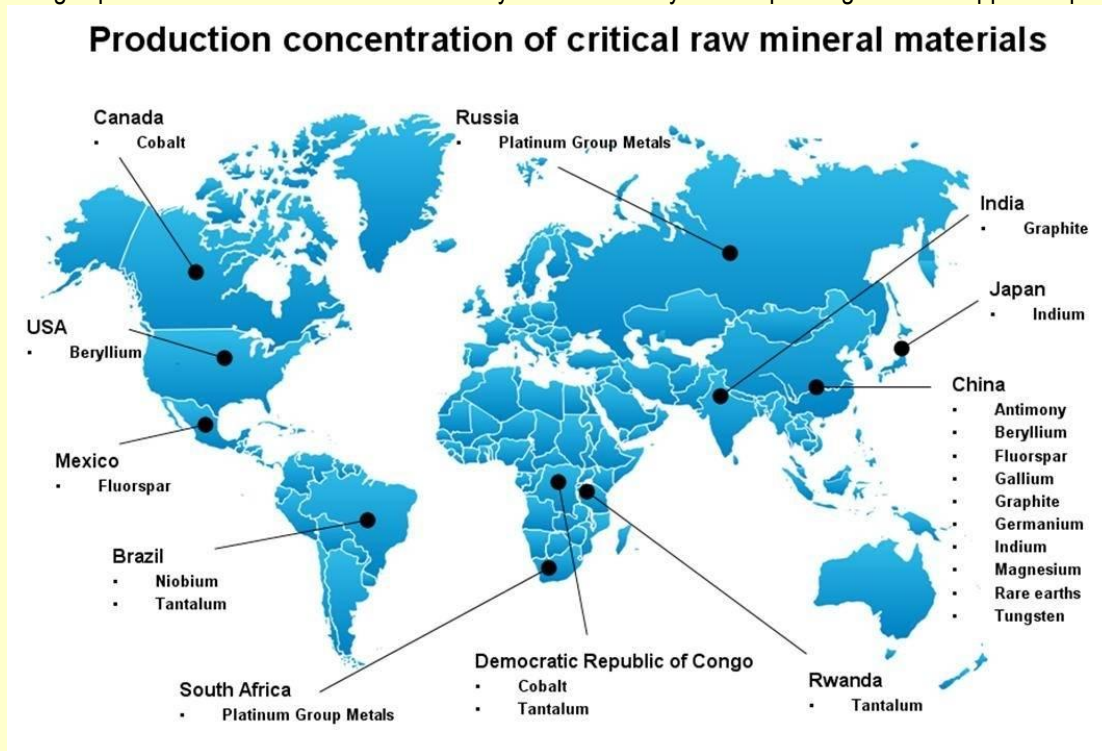 Production concentration of critical raw mineral materials
Canada
▪ Cobalt
Russia
▪ Platinum Group Metals
India
▪ Graphite
Japan
▪ Indium
USA
▪ Beryllium
China
▪ Antimony
▪ Beryllium
▪ Fluorspar
▪ Gallium
▪ Graphite
▪ Germanium
▪ Indium
▪ Magnesium
▪ Rare earths
▪ Tungsten
Mexico
▪ Fluorspar
Brazil
▪ Niobium
▪ Tantalum
South Africa
▪ Platinum Group Metals
Democratic Republic of Congo
▪ Cobalt
▪ Tantalum
Rwanda
▪ Tantalum